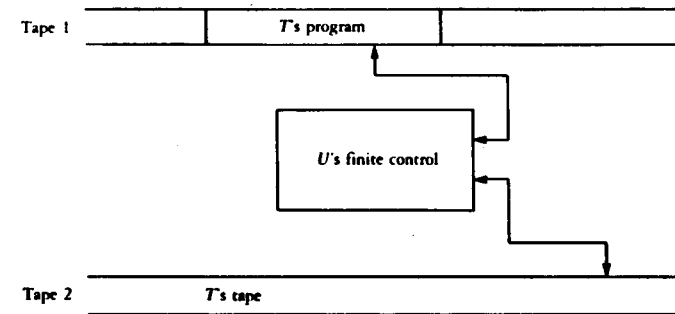 Tape 1
T's program
U's finite control
Tape 2
T's tape